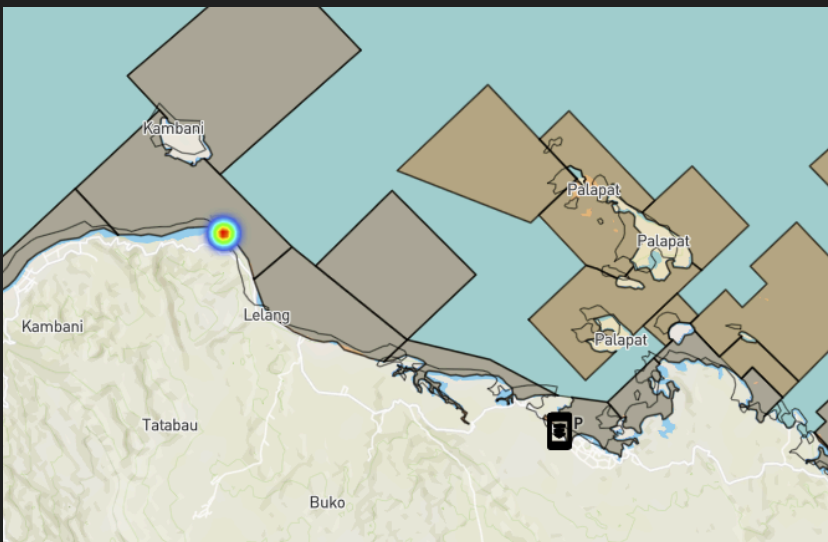 Kambani
Palapat
Palapat
Lelang
Kambani
Palapat
Tatabau
P
Buko